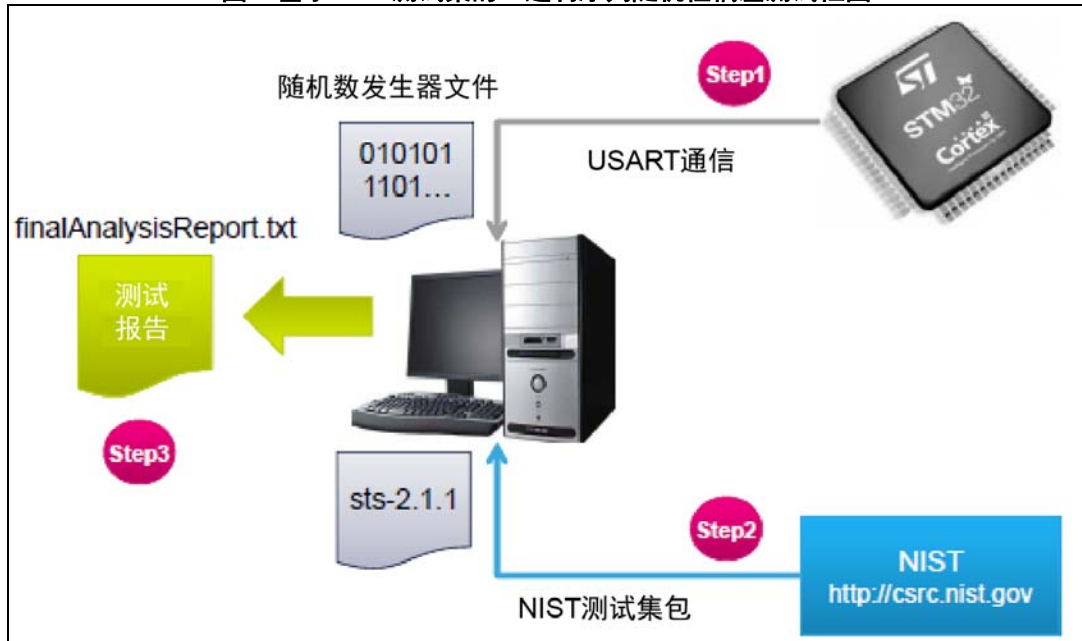 Step1
随机数发生器文件
010101
1101...
USART通信
STM32
Cortex
finalAnalysisReport.txt
测试
报告
Step3
sts-2.1.1
Step2
NIST
http://csrc.nist.gov
NIST测试集包